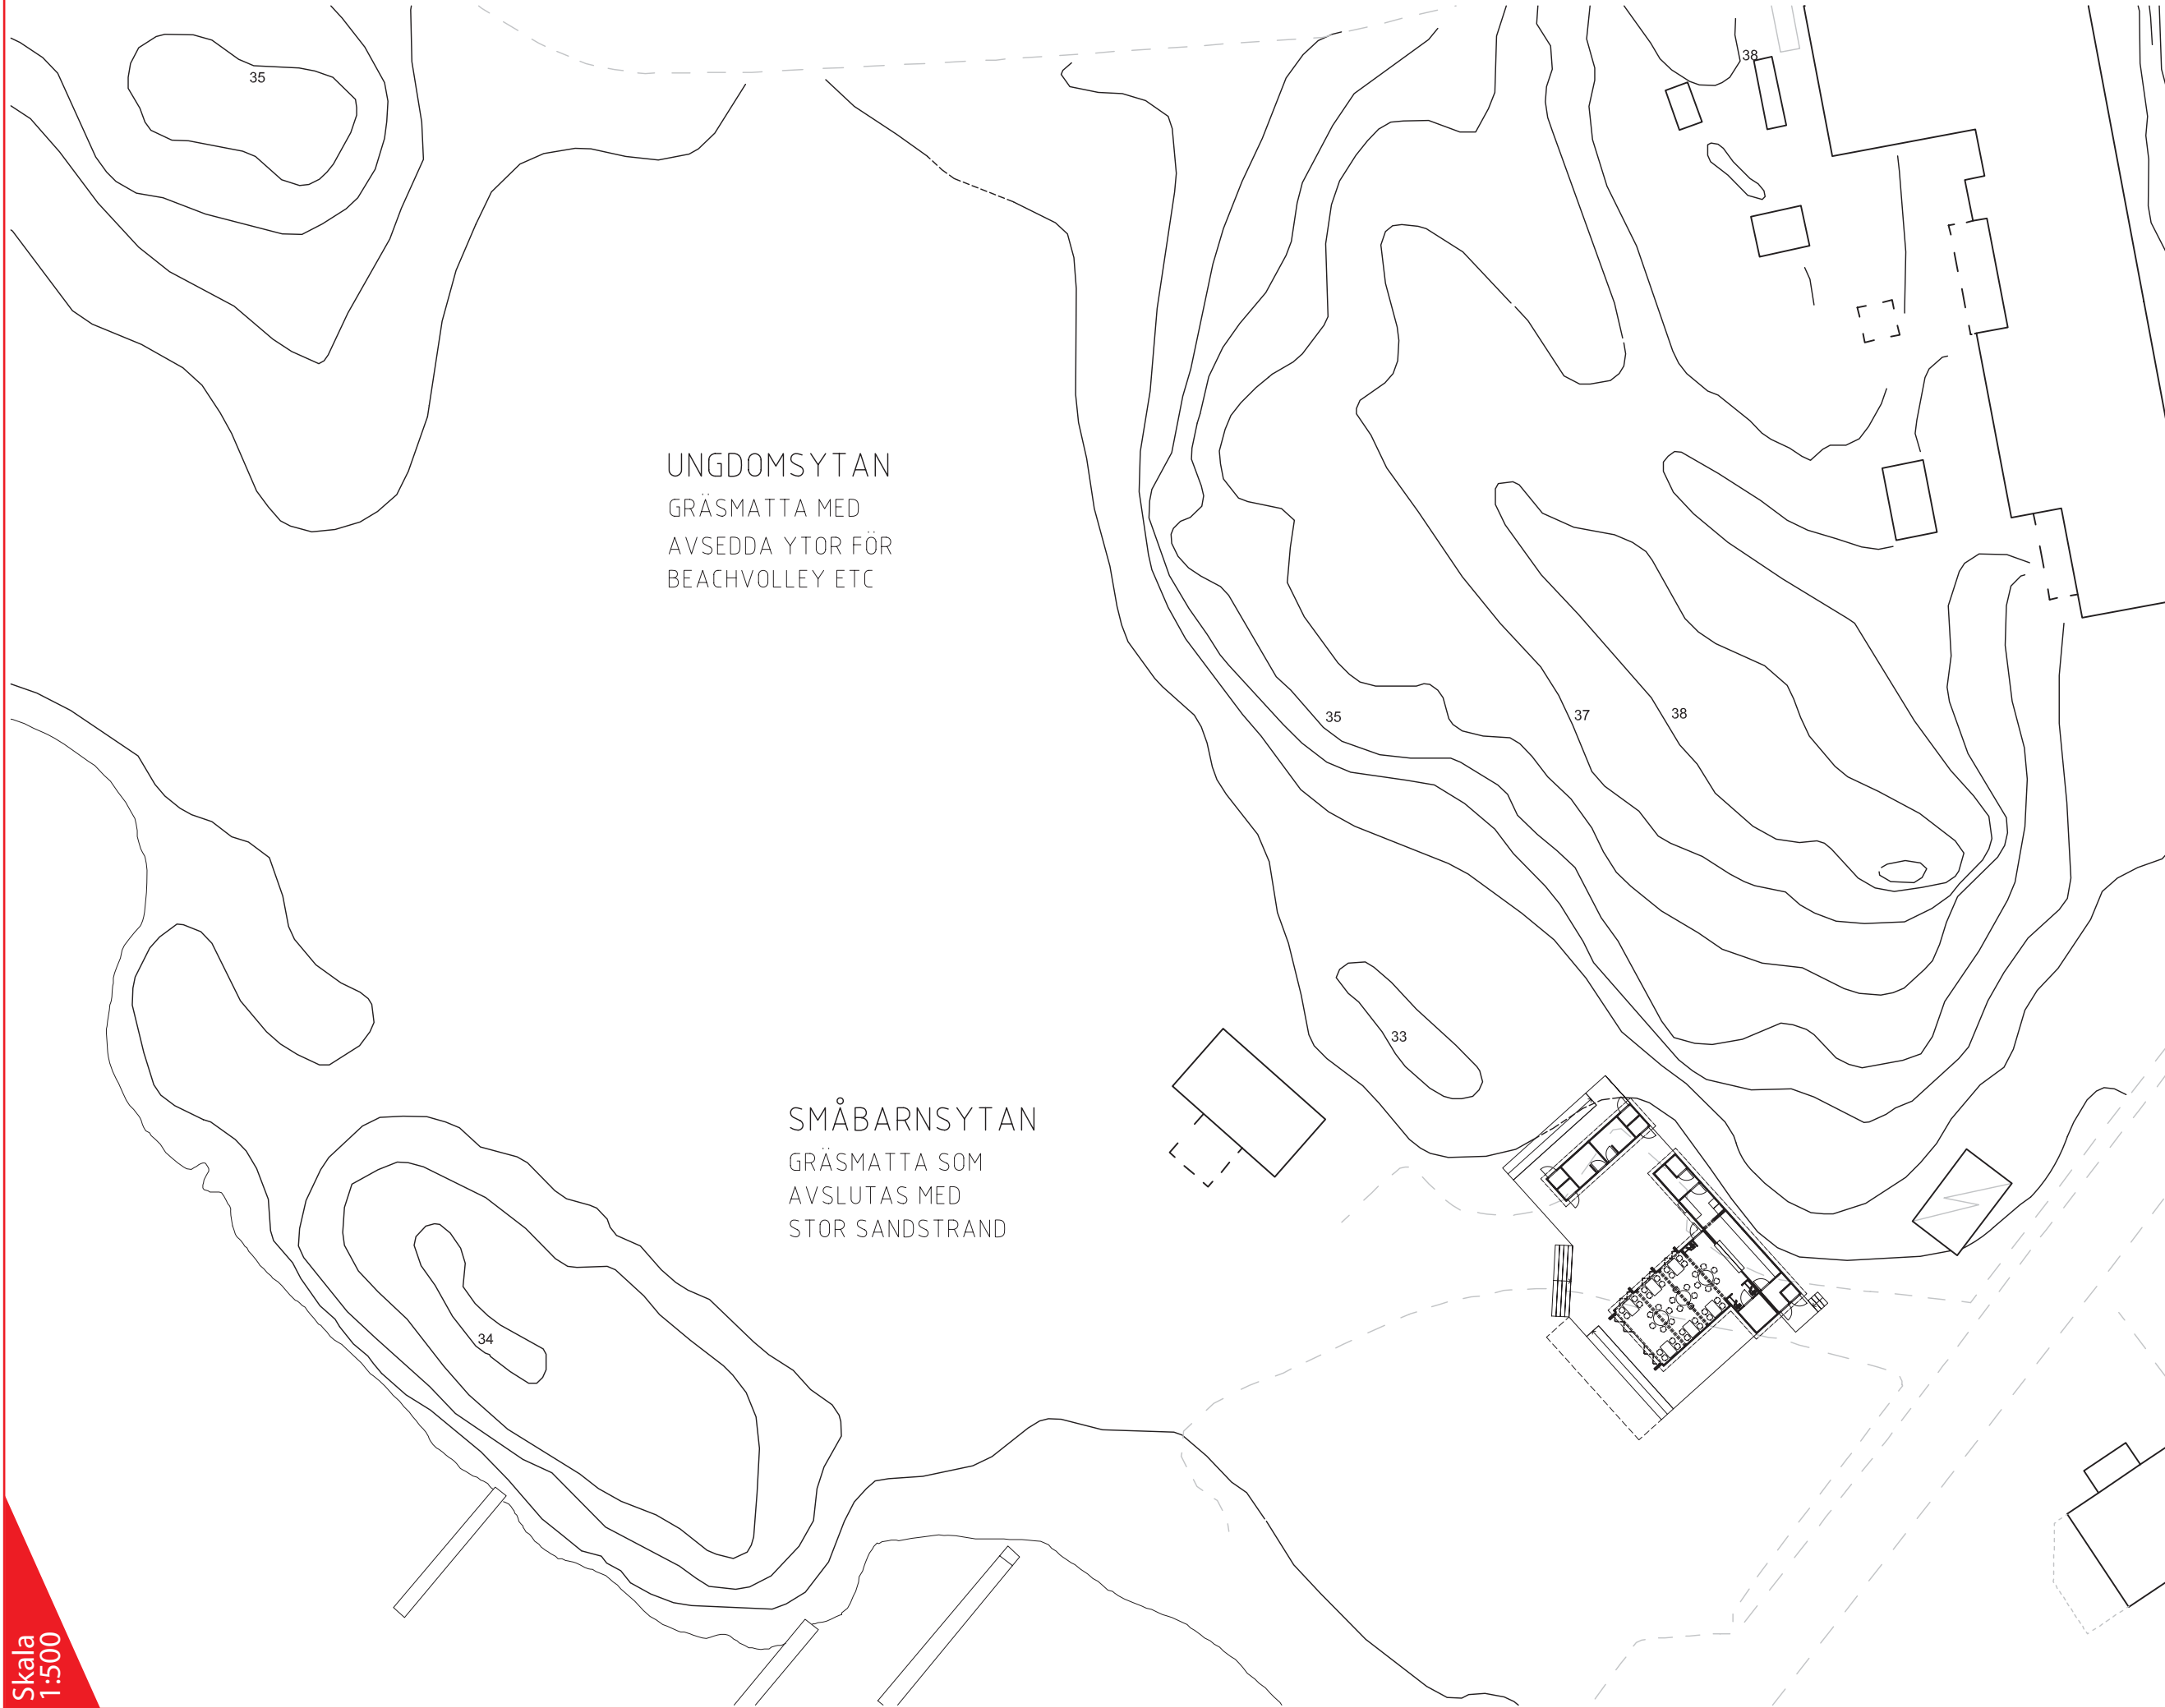 38
35
UNGDOMSYTAN
GRÄSMATTA MED
AVSEDDA YTOR FÖR
BEACHVOLLEY ETC
35
37
38
33
SMÅBARNSYTAN
GRÄSMATTA SOM
AVSLUTAS MED
STOR SANDSTRAND
34
Skala
1:500